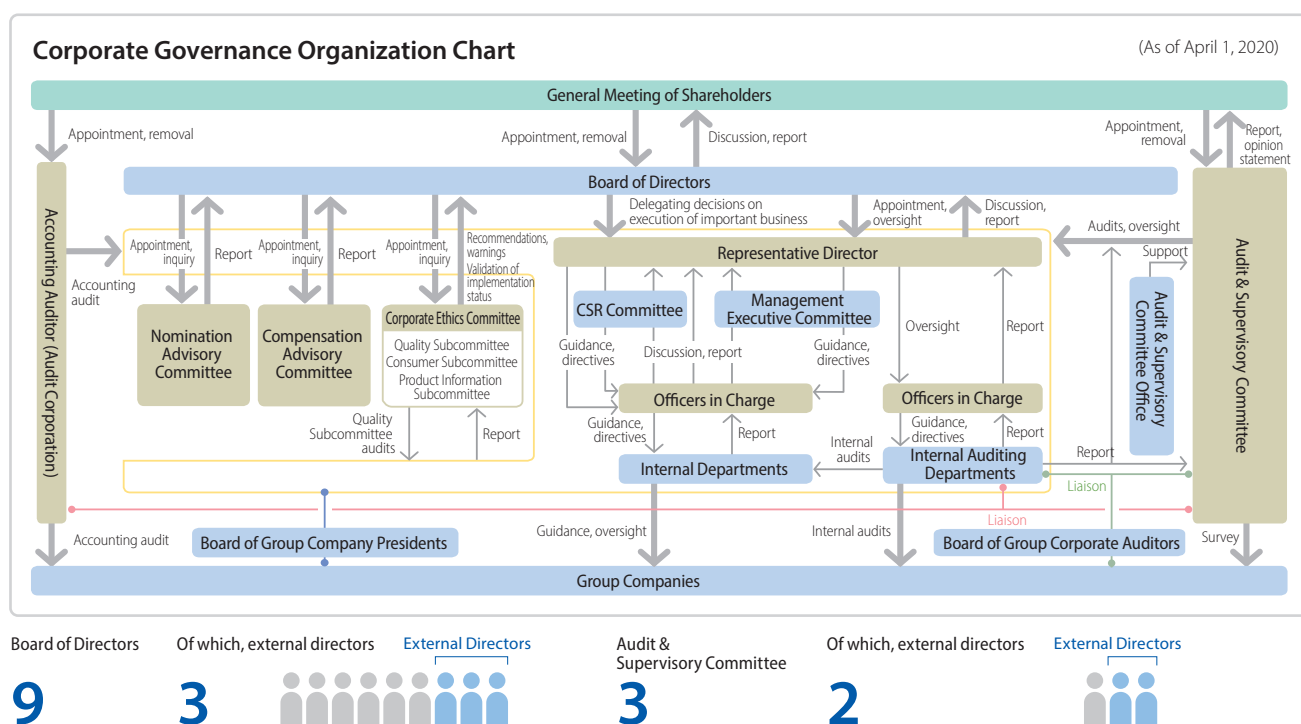 Corporate Governance Organization Chart
(As of April 1, 2020)
General Meeting of Shareholders
Appointment, removal
Appointment, removal
Discussion, report
Appointment,
removal
Report,
opinion
statement
Board of Directors
Accounting Auditor (Audit Corporation)
Accounting
audit
Appointment,
inquiry
Report
Appointment,
inquiry
Report
Appointment,
inquiry
Recommendations,
warnings
Validation of
implementation
status
Delegating decisions on
execution of important business
Appointment,
oversight
Discussion,
report
Audits, oversight
Support
Representative Director
Nomination
Advisory
Committee
Compensation
Advisory
Committee
Corporate Ethics Committee
Quality Subcommittee
Consumer Subcommittee
Product Information
Subcommittee
CSR Committee
Management
Executive Committee
Guidance,
directives
Discussion, report
Guidance,
directives
Oversight
Report
Audit & Supervisory
Committee Office
Audit & Supervisory Committee
Officers in Charge
Officers in Charge
Quality
Subcommittee
audits
Report
Guidance,
directives
Report
Internal
audits
Guidance,
directives
Report
Internal Departments
Internal Auditing
Departments
Report
Liaison
Liaison
Accounting audit
Board of Group Company Presidents
Guidance, oversight
Internal audits
Board of Group Corporate Auditors
Survey
Group Companies
Board of Directors
9
Of which, external directors
3
External Directors
Audit &
Supervisory Committee
3
Of which, external directors
2
External Directors